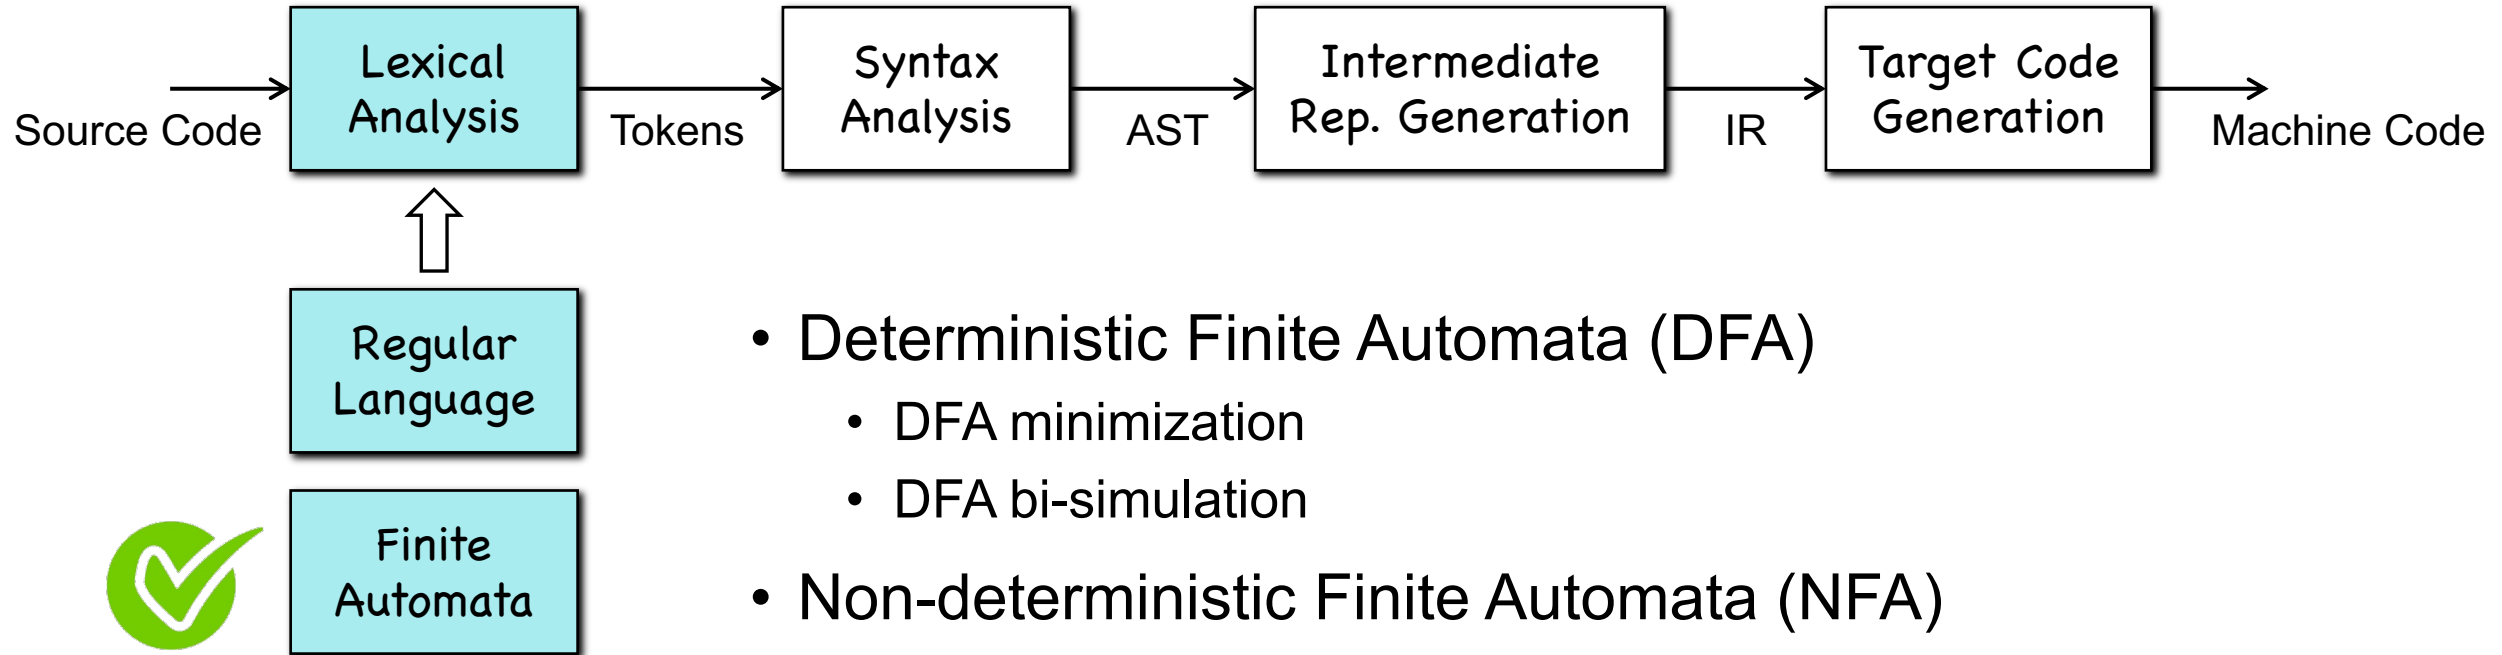 Lexical
Analysis
Syntax
Analysis
Intermediate
Rep. Generation
Target Code
Generation
Source Code
Tokens
AST
IR
Machine Code
Regular
Language
• Deterministic Finite Automata (DFA)
• DFA minimization
• DFA bi-simulation
Finite
Automata
• Non-deterministic Finite Automata (NFA)